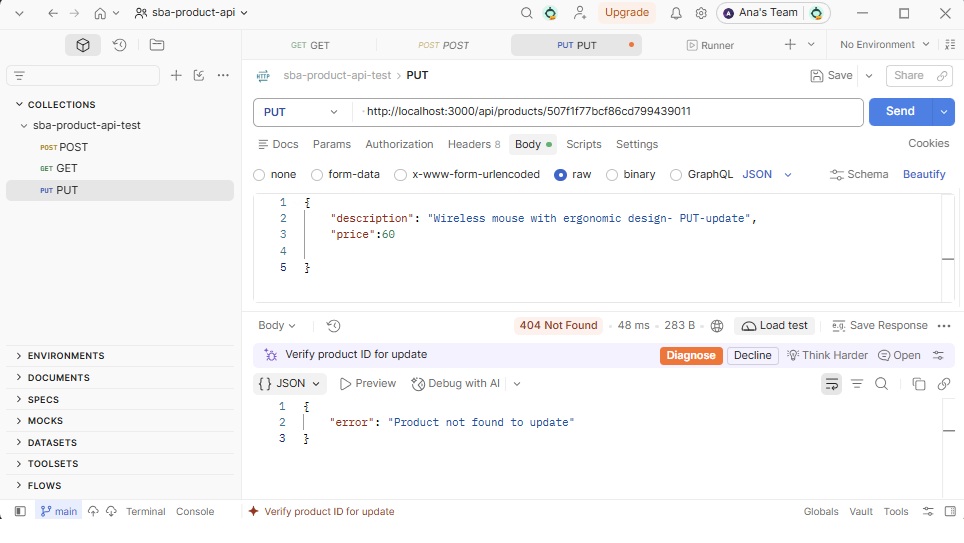 sba-product-api
Upgrade
Ana's Team
GET GET
POST POST
PUT PUT
Runner
No Environment
sba-product-api-test > PUT
Save
Share
COLLECTIONS
sba-product-api-test
POST POST
GET GET
PUT PUT
HTTP
PUT
http://localhost:3000/api/products/507f1f77bcf86cd799439011
Send
Docs Params Authorization Headers 8 Body Scripts Settings
Cookies
none form-data x-www-form-urlencoded raw binary GraphQL JSON
Schema Beautify
1 {
2 "description": "Wireless mouse with ergonomic design- PUT-update",
3 "price":60
4
5 }
Body
404 Not Found 48 ms 283 B
Load test
e.g. Save Response
Verify product ID for update
Diagnose Decline Think Harder Open
{} JSON Preview Debug with AI
1 {
2 "error": "Product not found to update"
3 }
ENVIRONMENTS
DOCUMENTS
SPECS
MOCKS
DATASETS
TOOLSETS
FLOWS
main
Terminal Console
Verify product ID for update
Globals Vault Tools